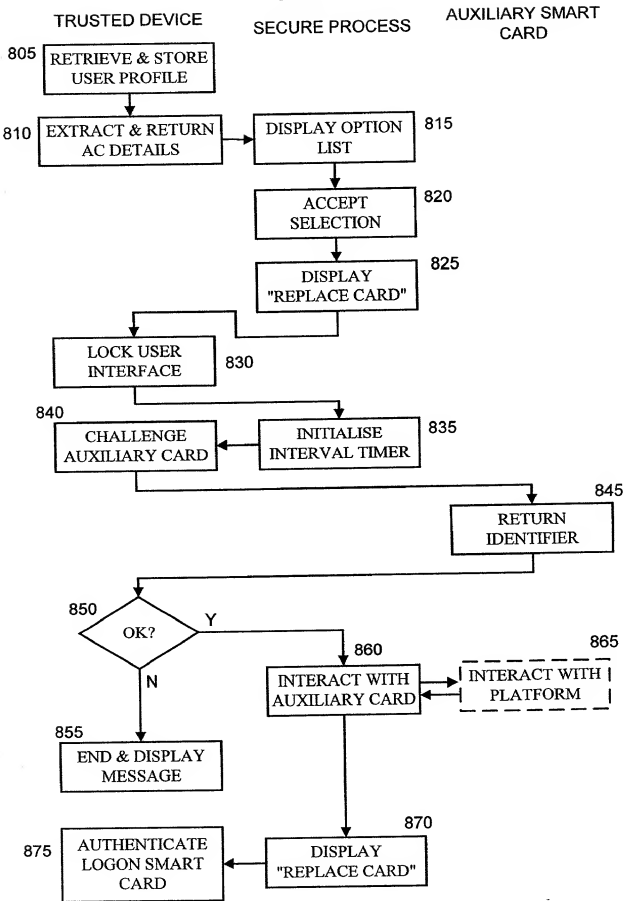 TRUSTED DEVICE
SECURE PROCESS
AUXILIARY SMART
CARD
805
RETRIEVE & STORE
USER PROFILE
810
EXTRACT & RETURN
AC DETAILS
DISPLAY OPTION
LIST
815
ACCEPT
SELECTION
820
DISPLAY
"REPLACE CARD"
825
LOCK USER
INTERFACE
830
840
CHALLENGE
AUXILIARY CARD
INITIALISE
INTERVAL TIMER
835
845
RETURN
IDENTIFIER
850
OK?
Y
N
860
INTERACT WITH
AUXILIARY CARD
865
INTERACT WITH
PLATFORM
855
END & DISPLAY
MESSAGE
870
DISPLAY
"REPLACE CARD"
875
AUTHENTICATE
LOGON SMART
CARD